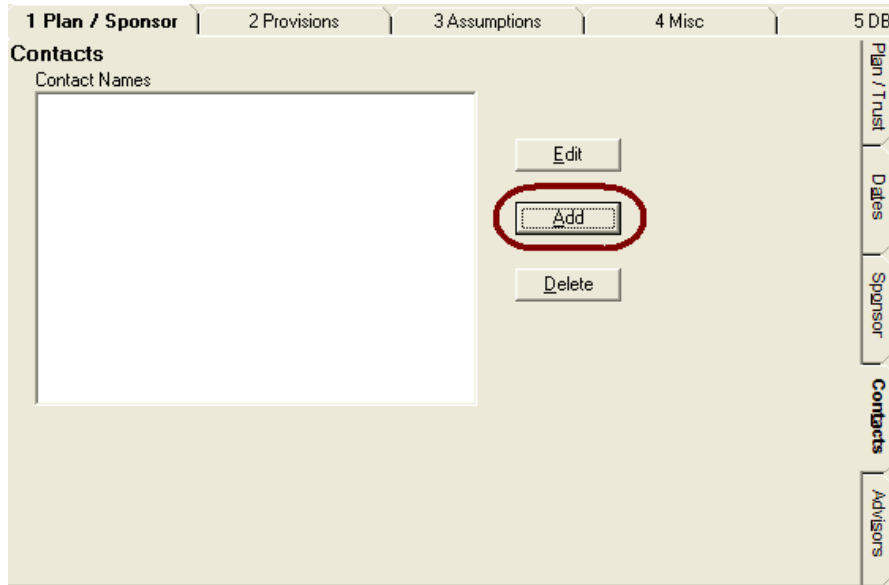 1 Plan / Sponsor
2 Provisions
3 Assumptions
4 Misc
5 DB
Contacts
Contact Names
Edit
Add
Delete
Plan / Trust
Dates
Sponsor
Contacts
Advisors